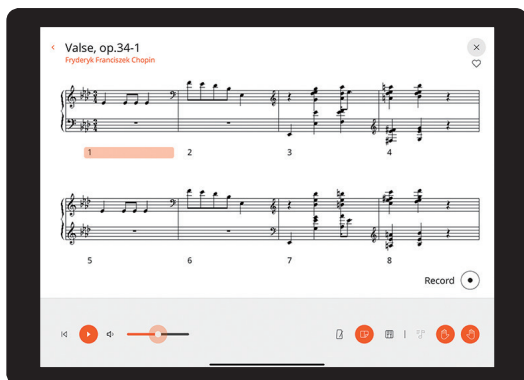 Valse, op.34-1
Fryderyk Franciszek Chopin
1 2 3 4
5 6 7 8
Record